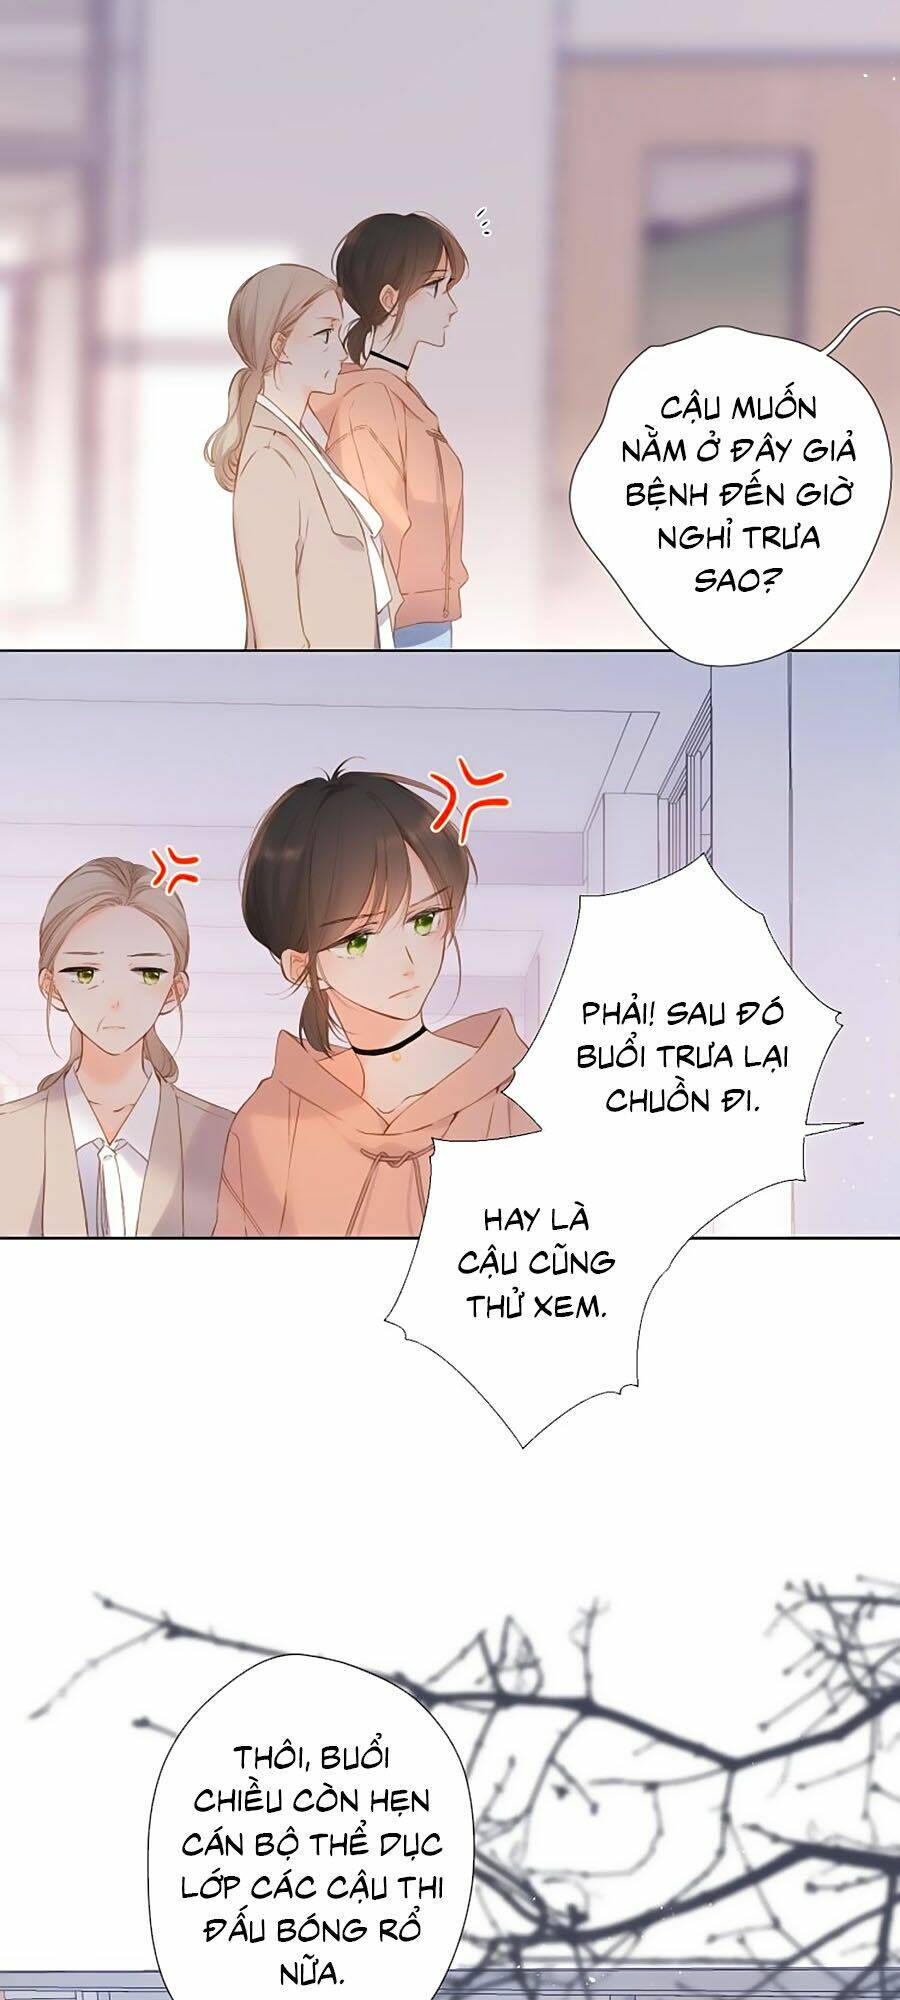 CẬU MUỐN
NẰM Ở ĐÂY GIẢ
BỆNH ĐẾN GIỜ
NGHỈ TRƯA
SAO?
PHẢI! SAU ĐÓ
BUỔI TRƯA LẠI
CHUỒN ĐI.
HAY LÀ
CẬU CŨNG
THỬ XEM.
THÔI, BUỔI
CHIỀU CÒN HẸN
CÁN BỘ THỂ DỤC
LỚP CÁC CẬU THI
ĐẤU BÓNG RỔ
NỮA.